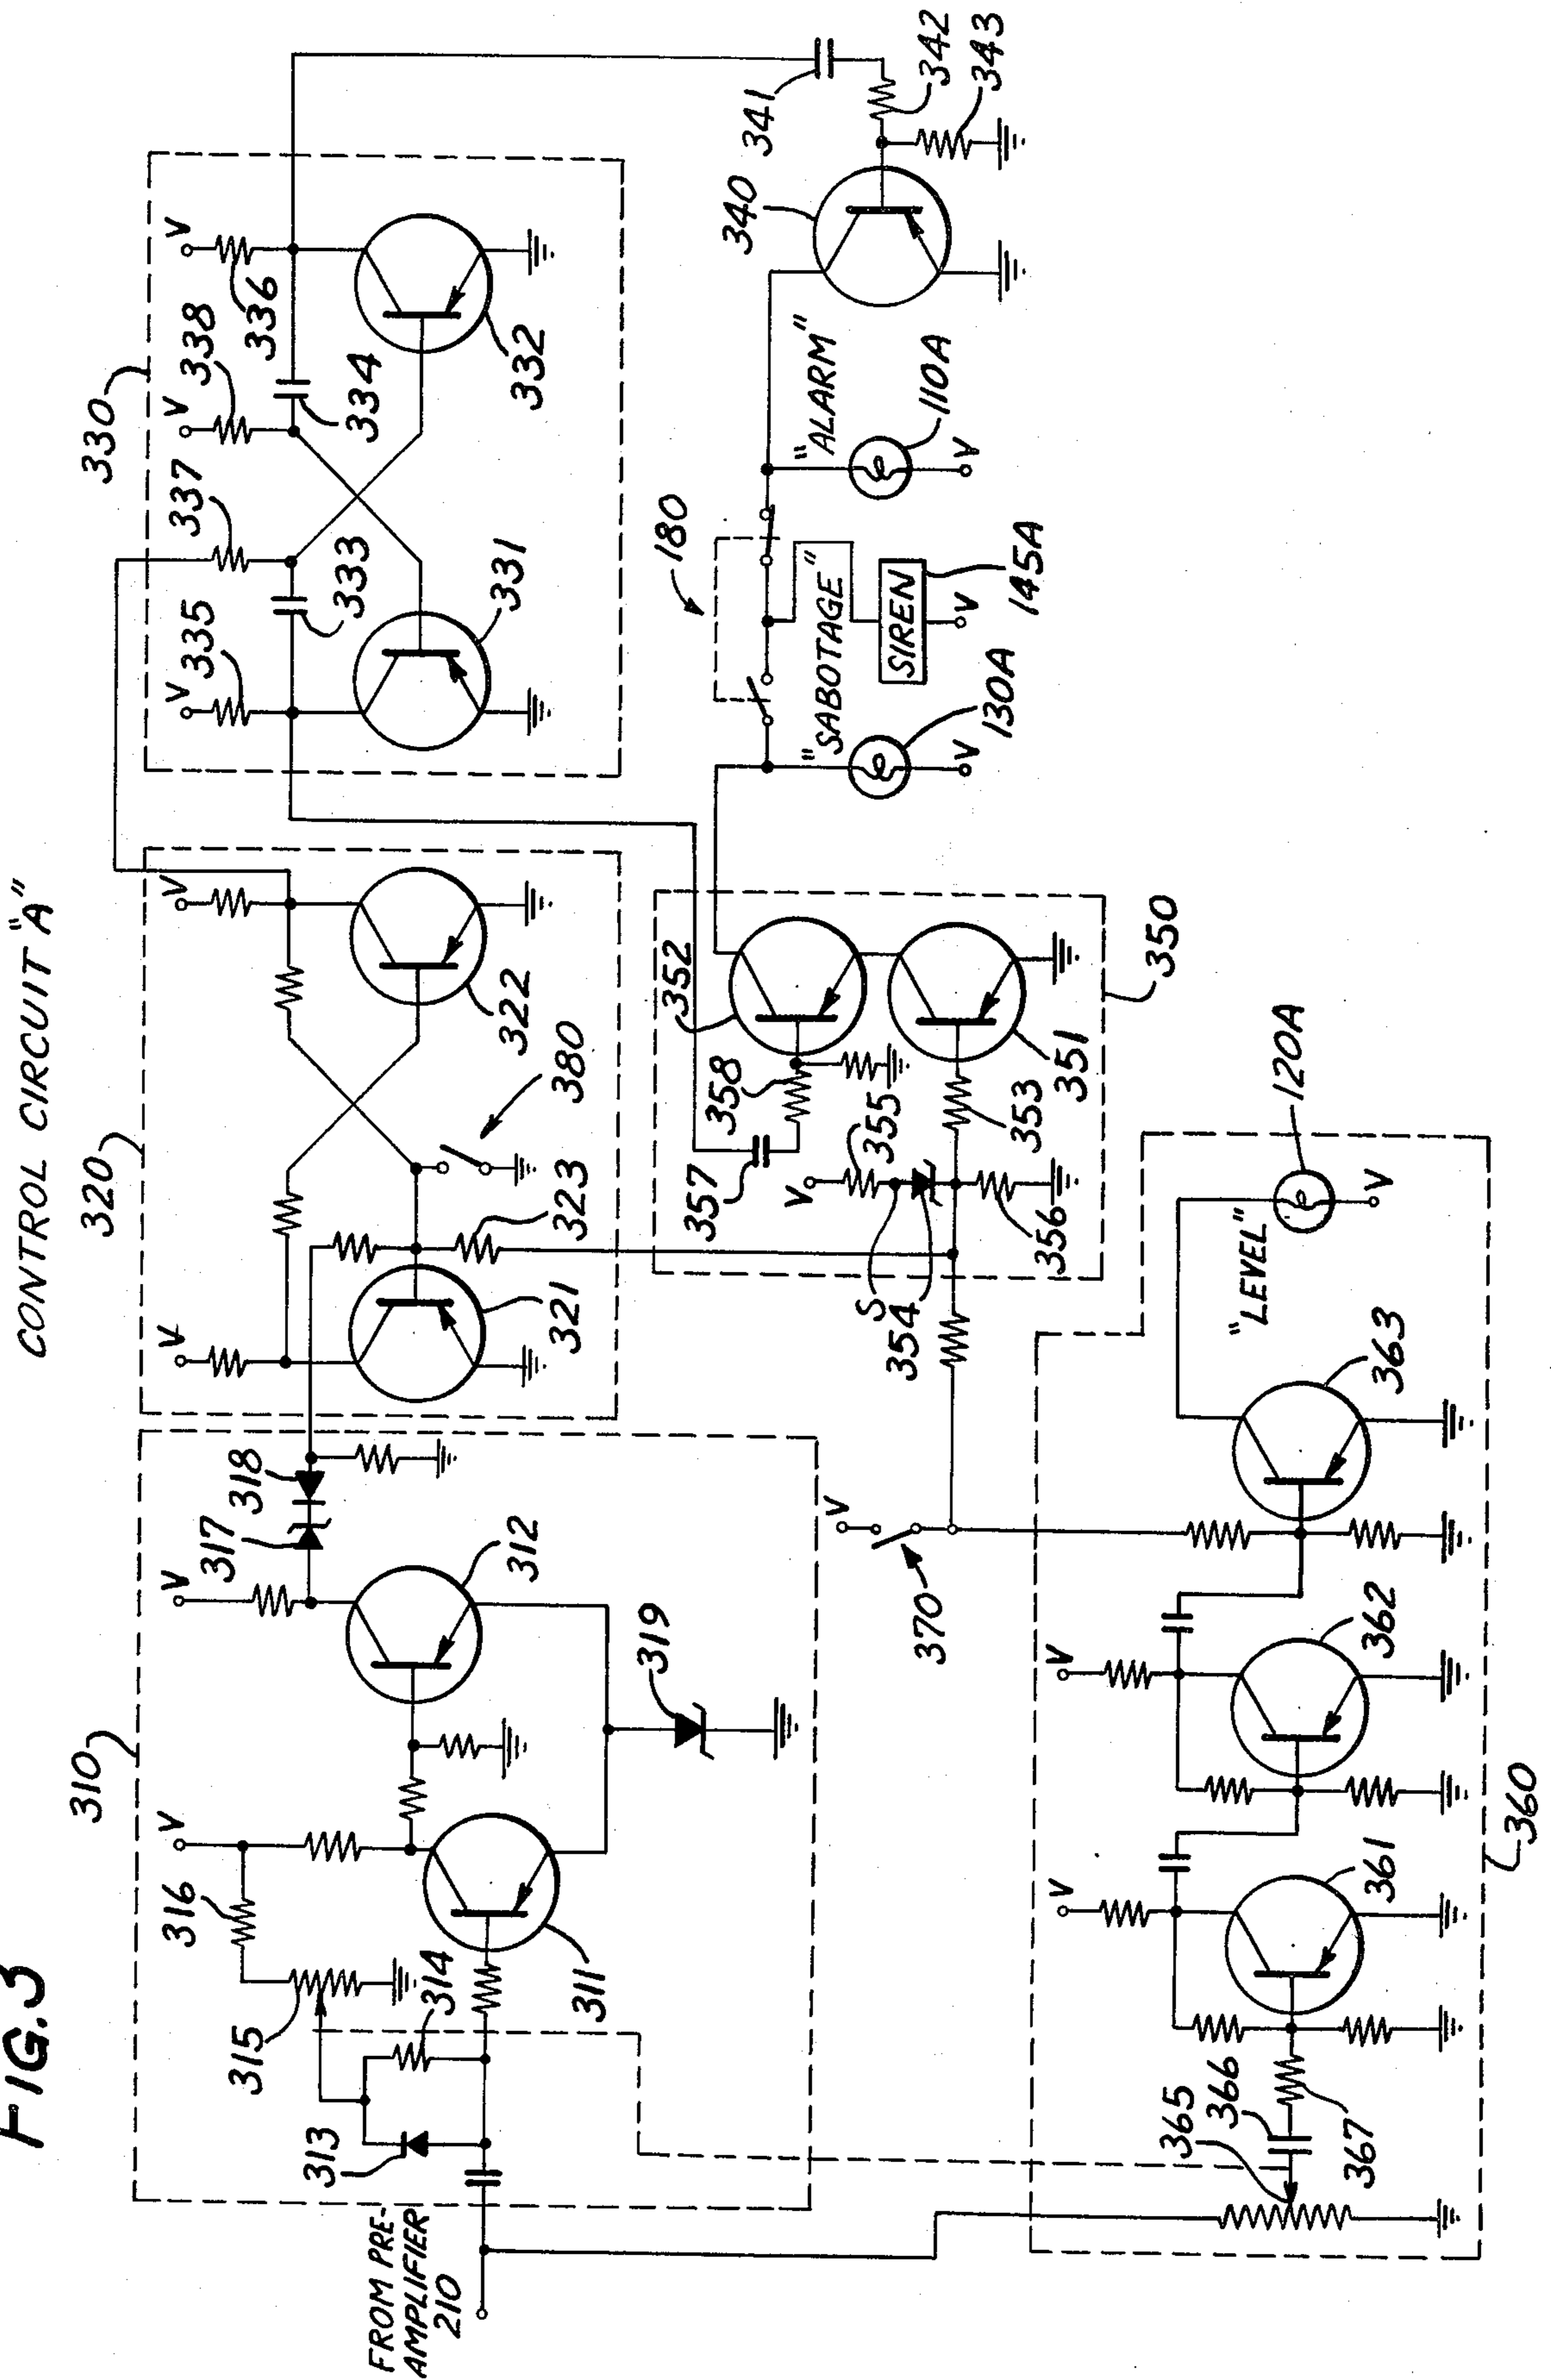 FIG.3
CONTROL CIRCUIT "A"
310
320
330
V
V
V
V
V
V
V
V
316
315
314
313
311
312
317
318
319
FROM PRE-
AMPLIFIER
210
321
322
323
380
335
337
338
336
333
334
331
332
341
342
343
340
180
"ALARM"
110A
V
"SABOTAGE"
SIREN
145A
V
130A
V
352
358
357
V
355
S
354
356
353
351
350
V
370
V
V
"LEVEL"
120A
V
365
366
367
361
362
363
360